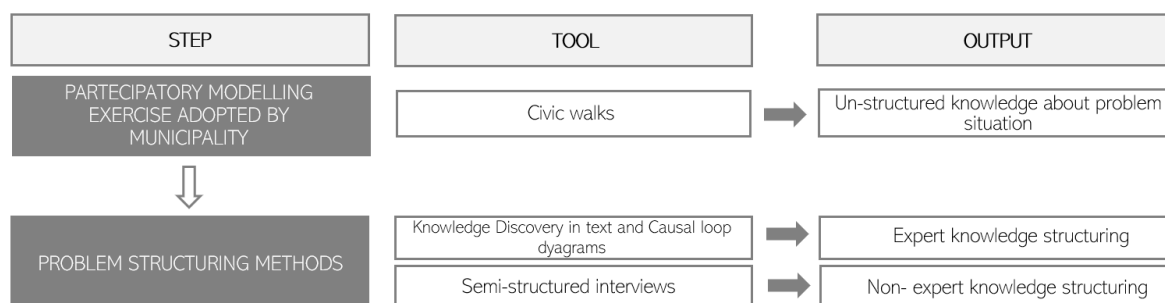 STEP
TOOL
OUTPUT
PARTECIPATORY MODELLING
EXERCISE ADOPTED BY
MUNICIPALITY
Civic walks
Un-structured knowledge about problem
situation
PROBLEM STRUCTURING METHODS
Knowledge Discovery in text and Causal loop
dyagrams
Expert knowledge structuring
Semi-structured interviews
Non- expert knowledge structuring